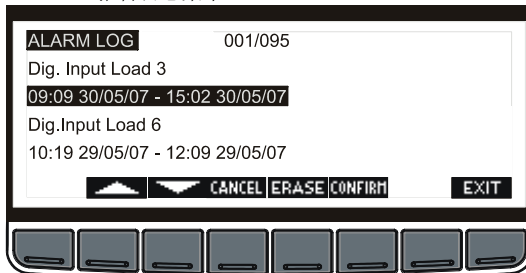 ALARM LOG 001/095
Dig. Input Load 3
09:09 30/05/07 - 15:02 30/05/07
Dig.Input Load 6
10:19 29/05/07 - 12:09 29/05/07
CANCEL ERASE CONFIRM EXIT